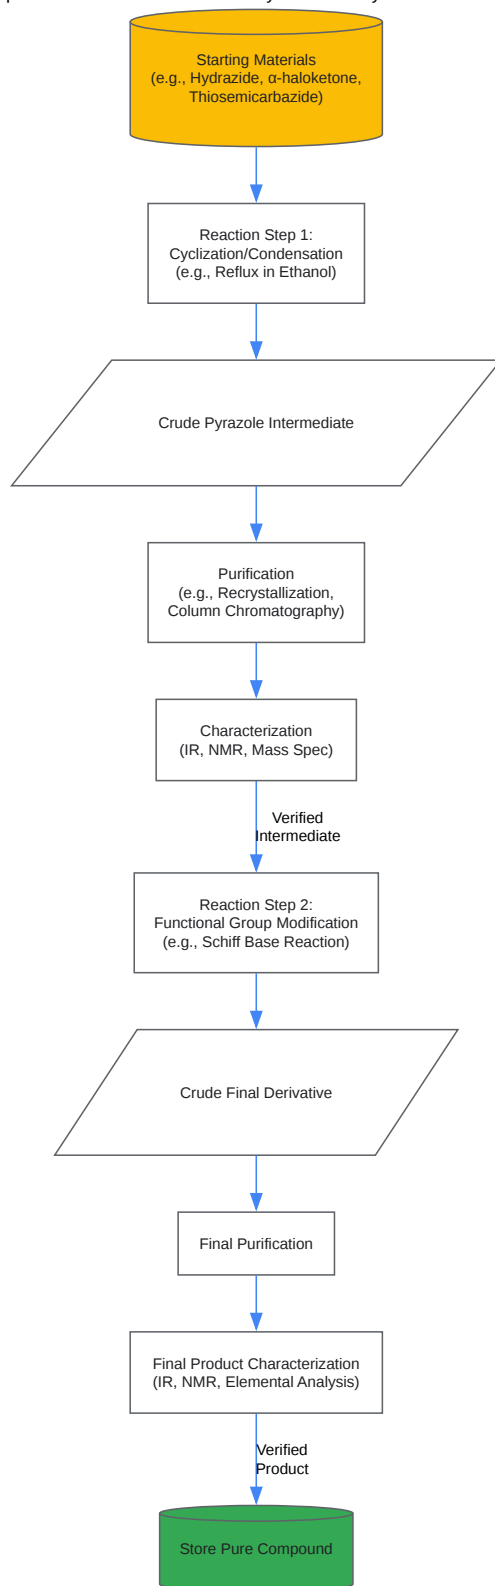 Starting Materials
(e.g., Hydrazide, α-haloketone,
Thiosemicarbazide)
Reaction Step 1:
Cyclization/Condensation
(e.g., Reflux in Ethanol)
Crude Pyrazole Intermediate
Purification
(e.g., Recrystallization,
Column Chromatography)
Characterization
(IR, NMR, Mass Spec)
Verified
Intermediate
Reaction Step 2:
Functional Group Modification
(e.g., Schiff Base Reaction)
Crude Final Derivative
Final Purification
Final Product Characterization
(IR, NMR, Elemental Analysis)
Verified
Product
Store Pure Compound